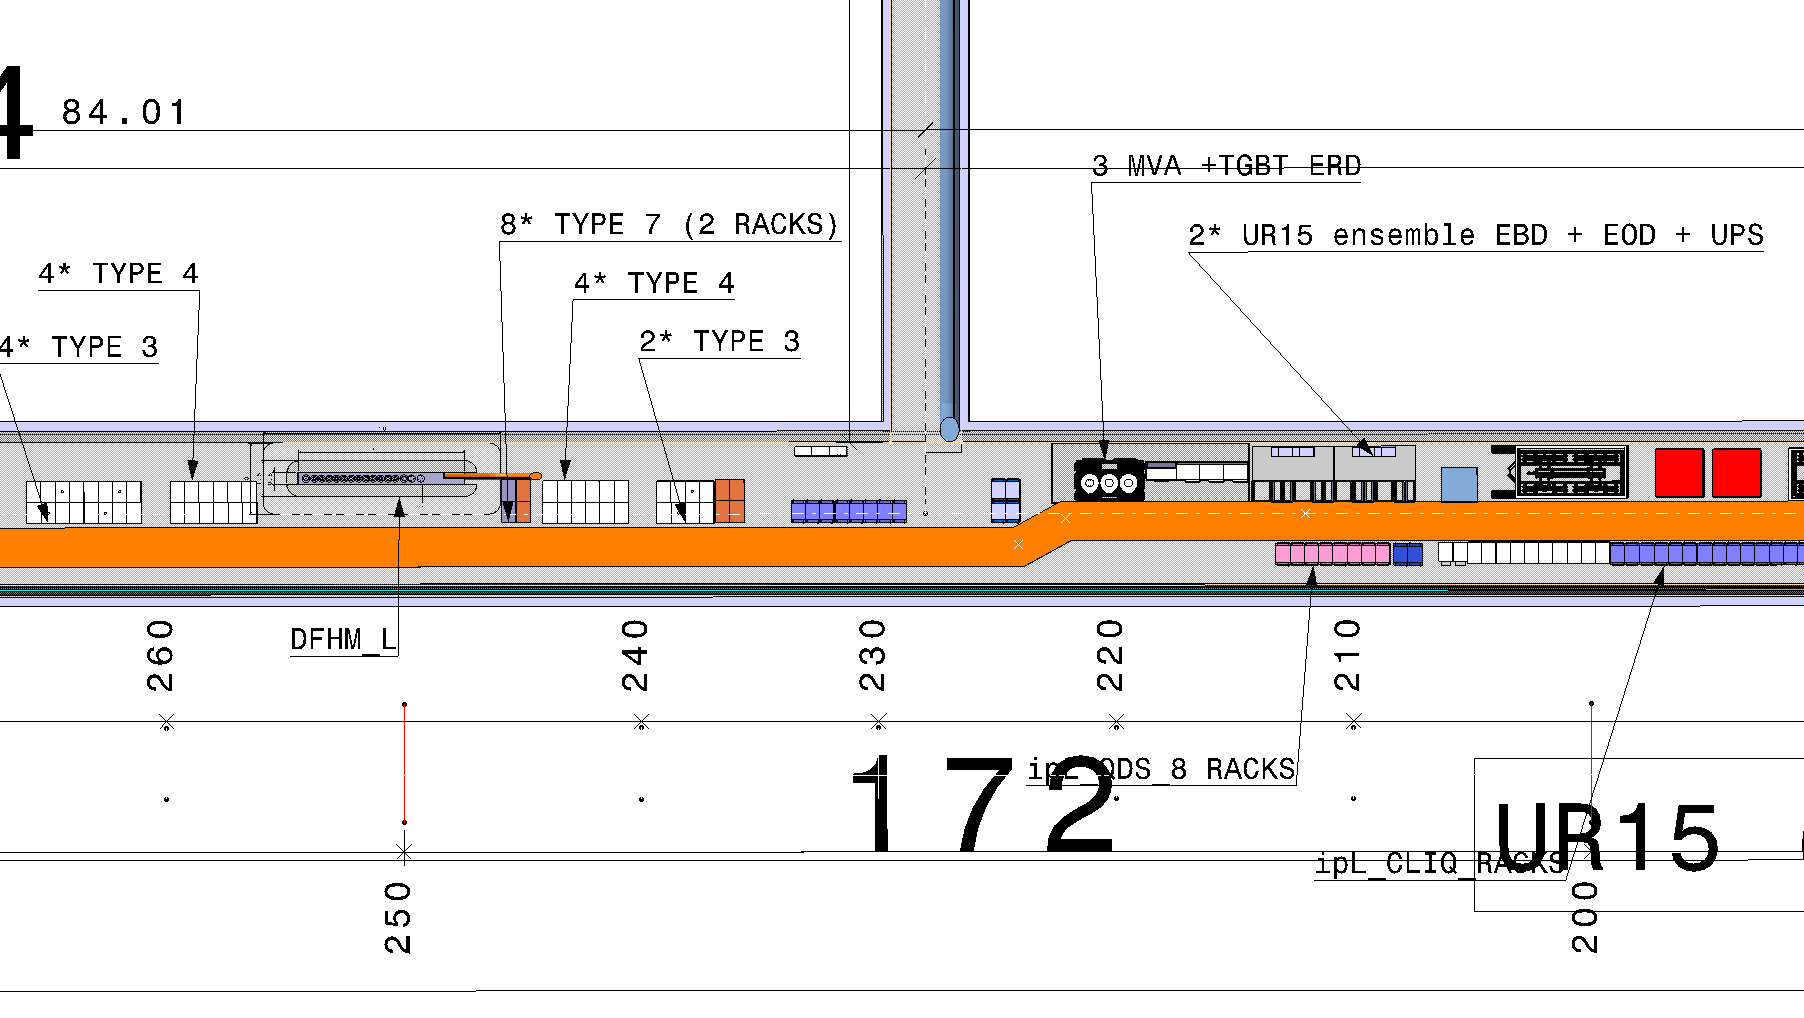 4 84.01
3 MVA +TGBT ERD
8* TYPE 7 (2 RACKS)
2* UR15 ensemble EBD + EOD + UPS
4* TYPE 4
4* TYPE 4
4* TYPE 3
2* TYPE 3
DFHM_L
260
240
230
220
210
172
ipL_QDS_8 RACKS
UR15
ipL_CLIQ_RACKS
250
200